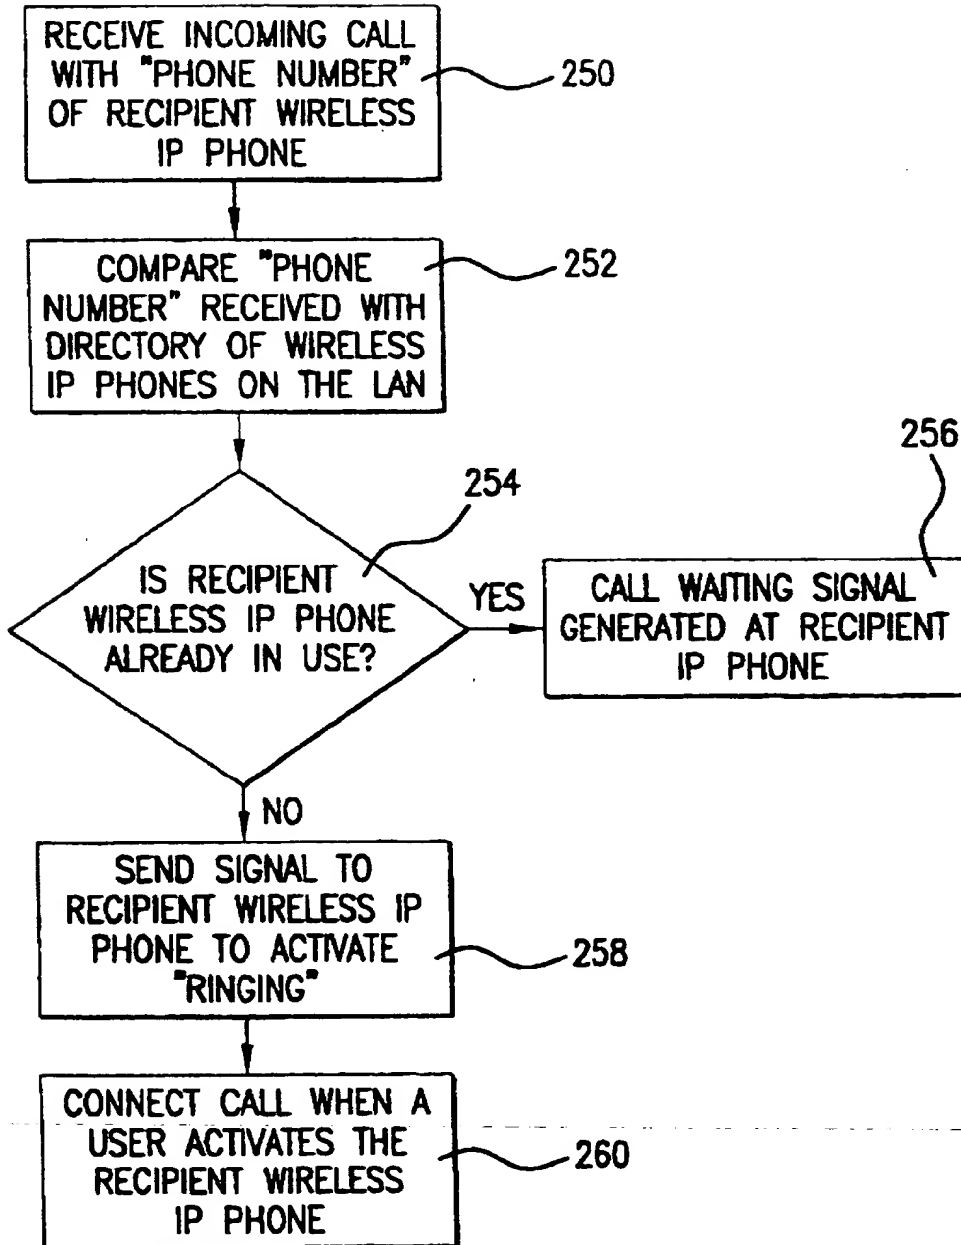 RECEIVE INCOMING CALL
WITH "PHONE NUMBER"
OF RECIPIENT WIRELESS
IP PHONE
250
COMPARE "PHONE
NUMBER" RECEIVED WITH
DIRECTORY OF WIRELESS
IP PHONES ON THE LAN
252
254
IS RECIPIENT
WIRELESS IP PHONE
ALREADY IN USE?
YES
256
CALL WAITING SIGNAL
GENERATED AT RECIPIENT
IP PHONE
NO
SEND SIGNAL TO
RECIPIENT WIRELESS IP
PHONE TO ACTIVATE
"RINGING"
258
CONNECT CALL WHEN A
USER ACTIVATES THE
RECIPIENT WIRELESS
IP PHONE
260